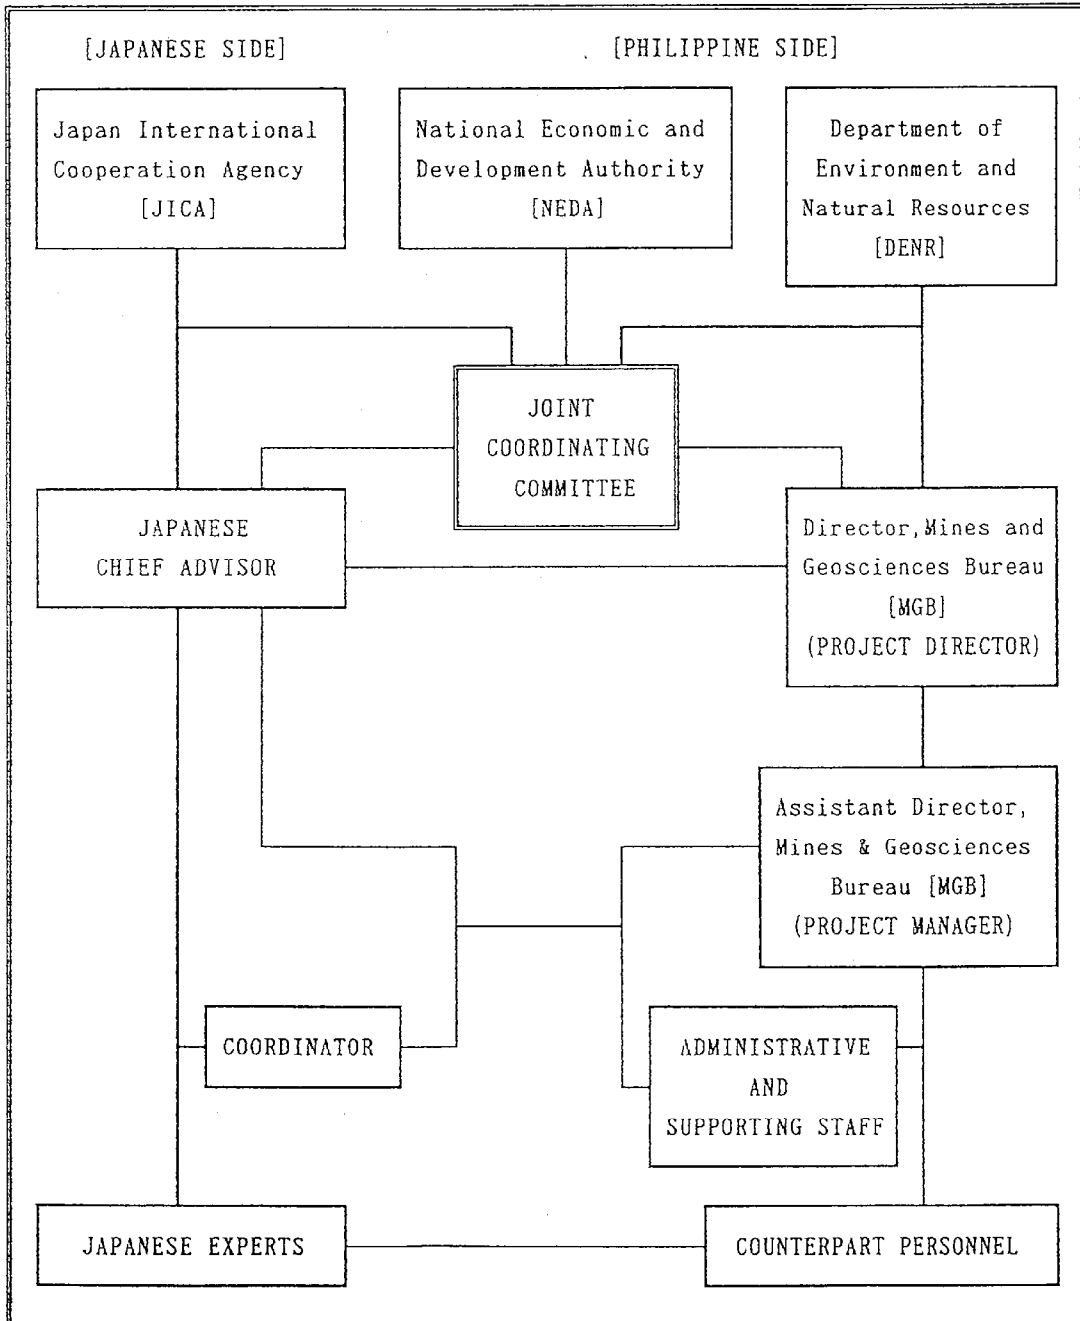 [JAPANESE SIDE]
[PHILIPPINE SIDE]
Japan International
Cooperation Agency
[JICA]
National Economic and
Development Authority
[NEDA]
Department of
Environment and
Natural Resources
[DENR]
JOINT
COORDINATING
COMMITTEE
JAPANESE
CHIEF ADVISOR
Director,Mines and
Geosciences Bureau
[MGB]
(PROJECT DIRECTOR)
Assistant Director,
Mines & Geosciences
Bureau [MGB]
(PROJECT MANAGER)
COORDINATOR
ADMINISTRATIVE
AND
SUPPORTING STAFF
JAPANESE EXPERTS
COUNTERPART PERSONNEL